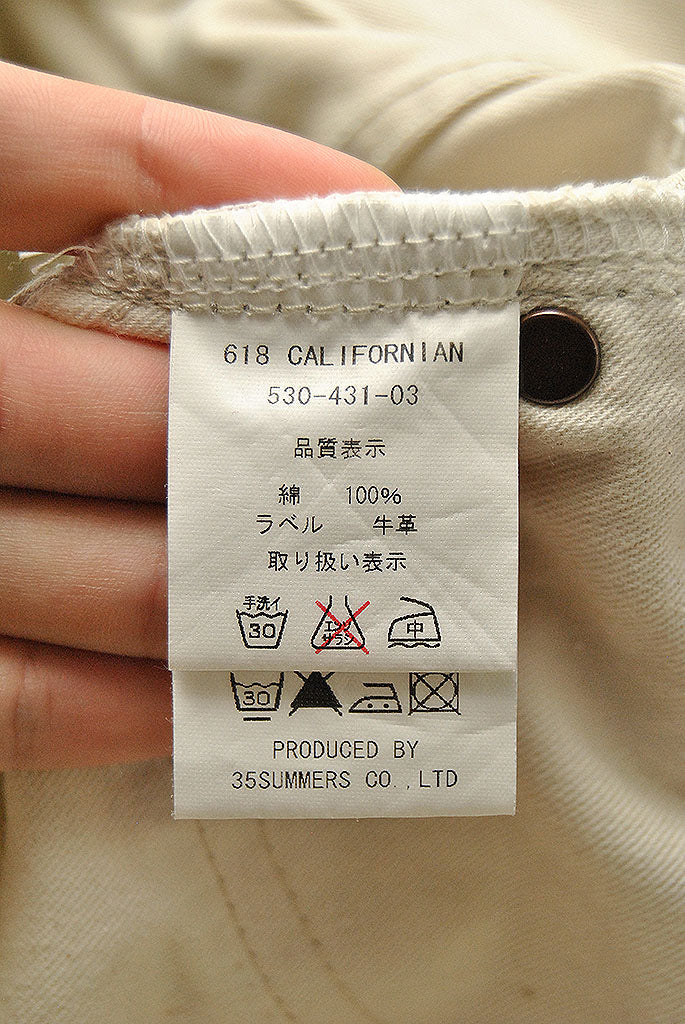 618 CALIFORNIAN
530-431-03
品質表示
綿 100%
ラベル 牛革
取り扱い表示
手洗イ
30
エンソ
サラシ
中
30
PRODUCED BY
35SUMMERS CO.,LTD